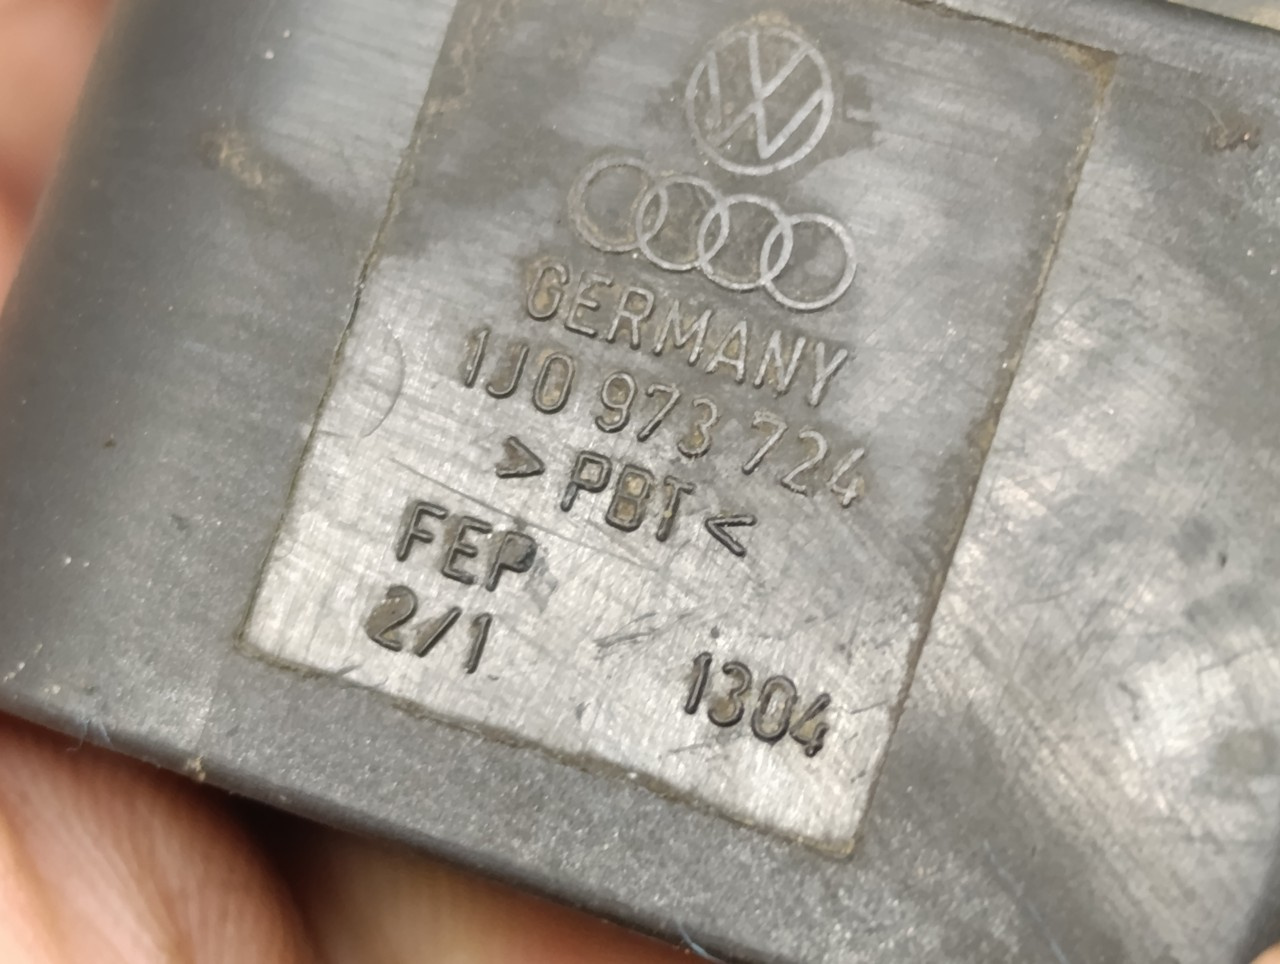 GERMANY
1J0 973 724
> PBT <
FEP
2/1 1304